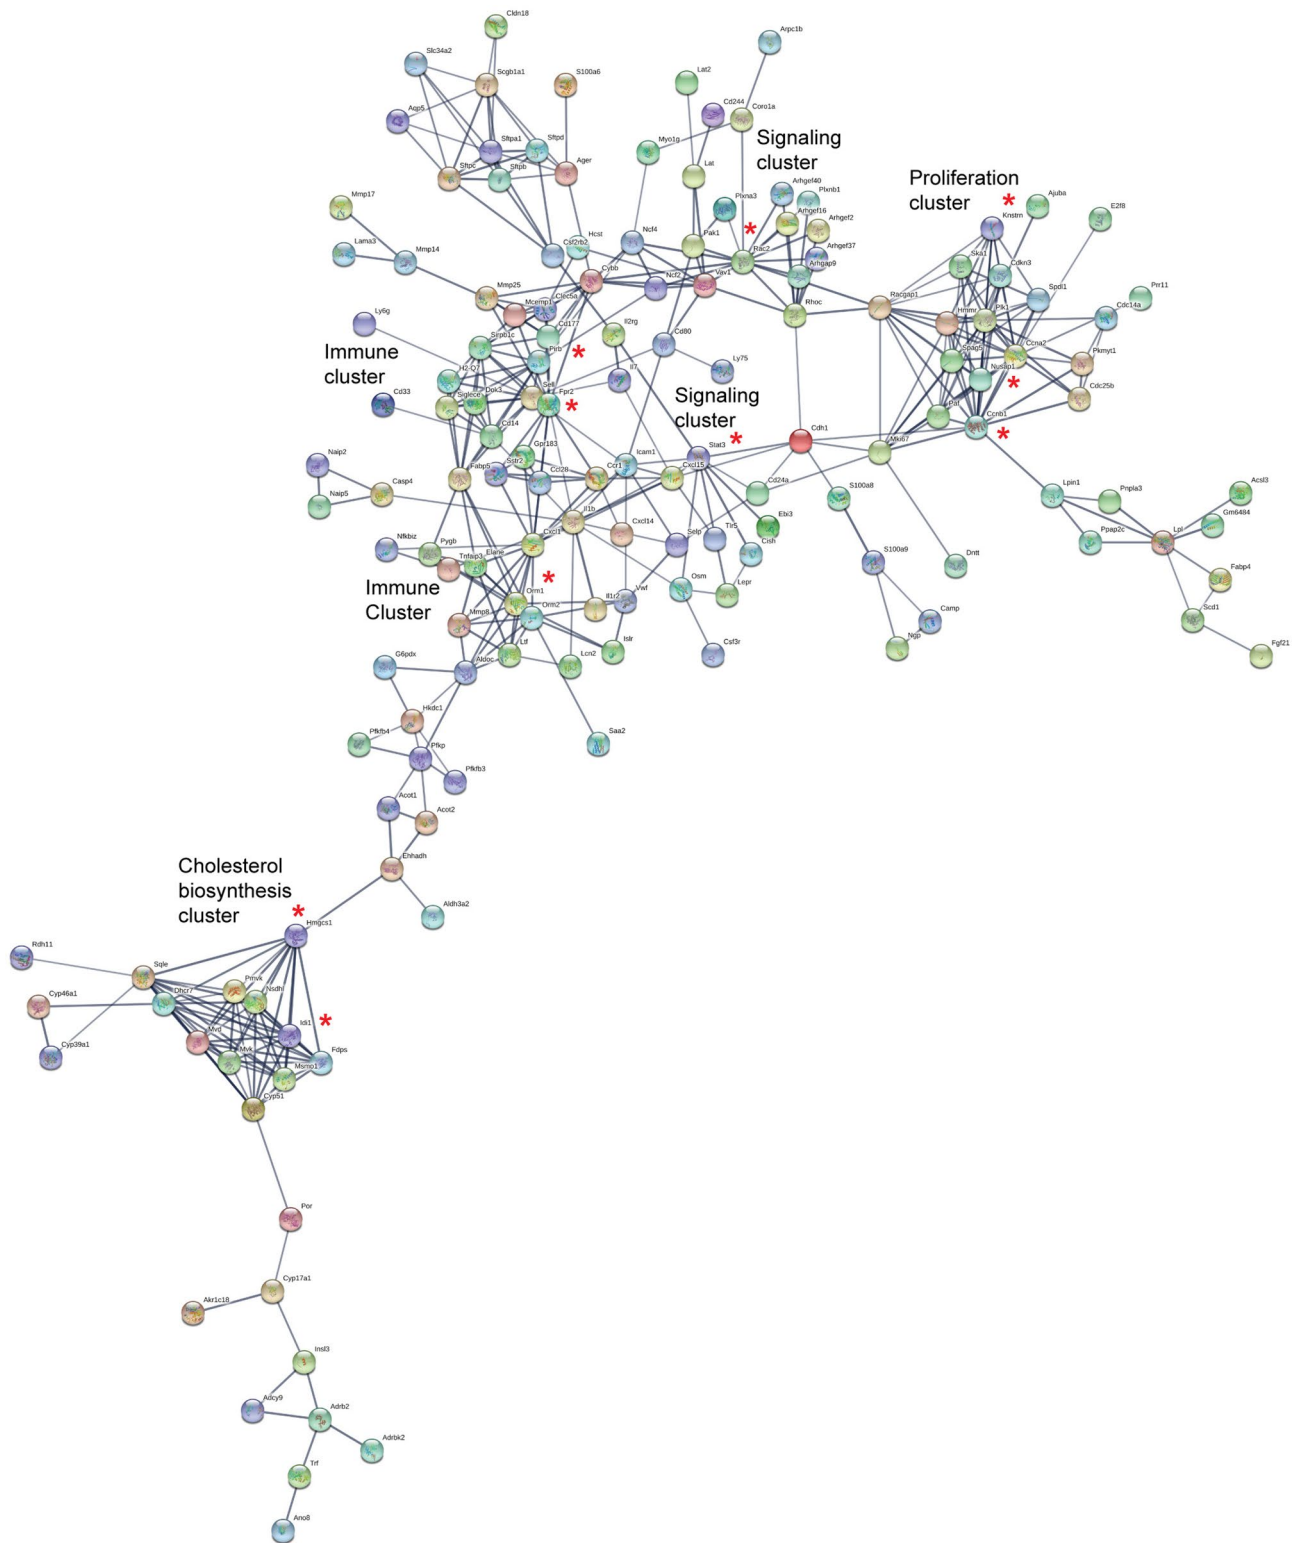 Cldn18
Arpc1b
Slc34a2
Scgb1a1
S100a6
Lat2
Cd244
Aqp5
Coro1a
Sftpa1
Sftpd
Myo1g
Signaling
cluster
Sftpc
Sftpb
Ager
Lat
Arhgef40
Plxnb1
Proliferation
cluster
*
Ajuba
Mmp17
Plxna3
Arhgef16
Knstrn
E2f8
Lama3
Mmp14
Csf2rb2
Hcst
Ncf4
Pak1
*
Rac2
Arhgef2
Arhgef37
Ska1
Cdkn3
Cybb
Ncf2
Vav1
Arhgap9
Mmp25
Clec5a
Mcemp1
Racgap1
Spdl1
Prr11
Ly6g
Cd177
Rhoc
Hmmr
Plk1
Cdc14a
Sirpb1c
Il2rg
Cd80
Immune
cluster
Pirb
*
Ccna2
Pkmyt1
H2-Q7
Il7
Ly75
Spag5
Nusap1
*
Cd33
Siglece
Dok3
Sell
Fpr2
*
Signaling
cluster
Cdc25b
Cd14
Paf
Ccnb1
*
Gpr183
Icam1
Stat3
*
Cdh1
Mki67
Naip2
Casp4
Fabp5
Sstr2
Ccl28
Ccr1
Cxcl15
Cd24a
S100a8
Lpin1
Pnpla3
Acsl3
Naip5
Il1b
Cxcl14
Ebi3
Gm6484
Nfkbiz
Pygb
Cxcl1
Selp
Tlr5
Cish
Ppap2c
Lpl
Tnfaip3
Elane
S100a9
Dntt
Immune
Cluster
*
Fabp4
Orm1
Orm2
Il1r2
Vwf
Osm
Lepr
Mmp8
Camp
Scd1
G6pdx
Aldoc
Ltf
Lcn2
Islr
Csf3r
Ngp
Fgf21
Hkdc1
Pfkfb4
Pfkp
Saa2
Pfkfb3
Acot1
Acot2
Ehhadh
Cholesterol
biosynthesis
cluster
*
Aldh3a2
Hmgcs1
Rdh11
Sqle
Cyp46a1
Dhcr7
Pmvk
Nsdhl
*
Cyp39a1
Mvd
Idi1
Mvk
Fdps
Msmo1
Cyp51
Por
Cyp17a1
Akr1c18
Insl3
Adcy9
Adrb2
Adrbk2
Trf
Ano8